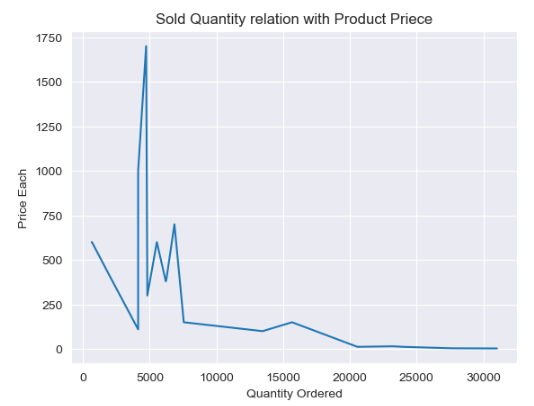 Sold Quantity relation with Product Priece
1750
1500
1250
1000
750
500
250
0
Price Each
0 5000 10000 15000 20000 25000 30000
Quantity Ordered